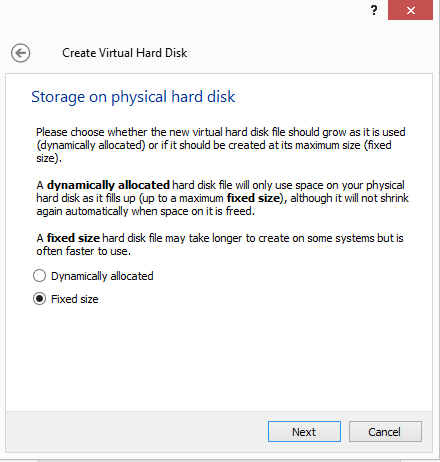 ?
Create Virtual Hard Disk
Storage on physical hard disk
Please choose whether the new virtual hard disk file should grow as it is used
(dynamically allocated) or if it should be created at its maximum size (fixed
size).
A dynamically allocated hard disk file will only use space on your physical
hard disk as it fills up (up to a maximum fixed size), although it will not shrink
again automatically when space on it is freed.
A fixed size hard disk file may take longer to create on some systems but is
often faster to use.
Dynamically allocated
Fixed size
Next
Cancel